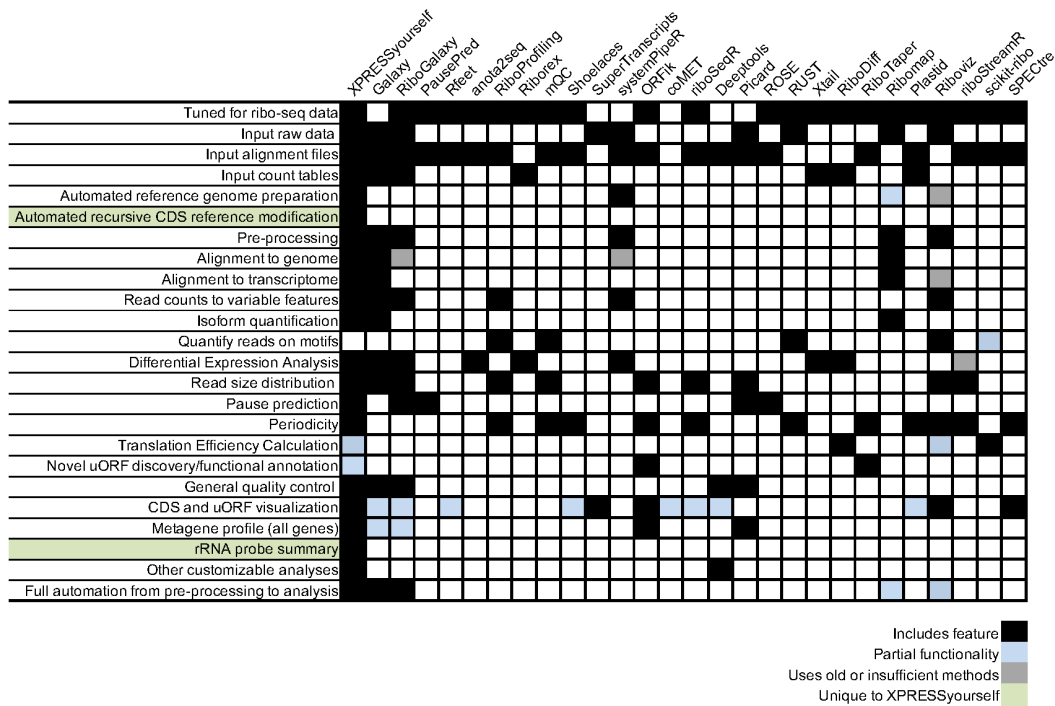 XPRESSyourself
Galaxy
RiboGalaxy
PausePred
Rfeet
anota2seq
RiboProfiling
Riborex
mQC
Shoelaces
SuperTranscripts
systemPipeR
ORFik
coMET
riboSeqR
Deeptools
Picard
ROSE
RUST
Xtail
RiboDiff
RiboTaper
Ribomap
Plastid
Riboviz
riboStreamR
scikit-ribo
SPECtre
Tuned for ribo-seq data
Input raw data
Input alignment files
Input count tables
Automated reference genome preparation
Automated recursive CDS reference modification
Pre-processing
Alignment to genome
Alignment to transcriptome
Read counts to variable features
Isoform quantification
Quantify reads on motifs
Differential Expression Analysis
Read size distribution
Pause prediction
Periodicity
Translation Efficiency Calculation
Novel uORF discovery/functional annotation
General quality control
CDS and uORF visualization
Metagene profile (all genes)
rRNA probe summary
Other customizable analyses
Full automation from pre-processing to analysis
Includes feature
Partial functionality
Uses old or insufficient methods
Unique to XPRESSyourself